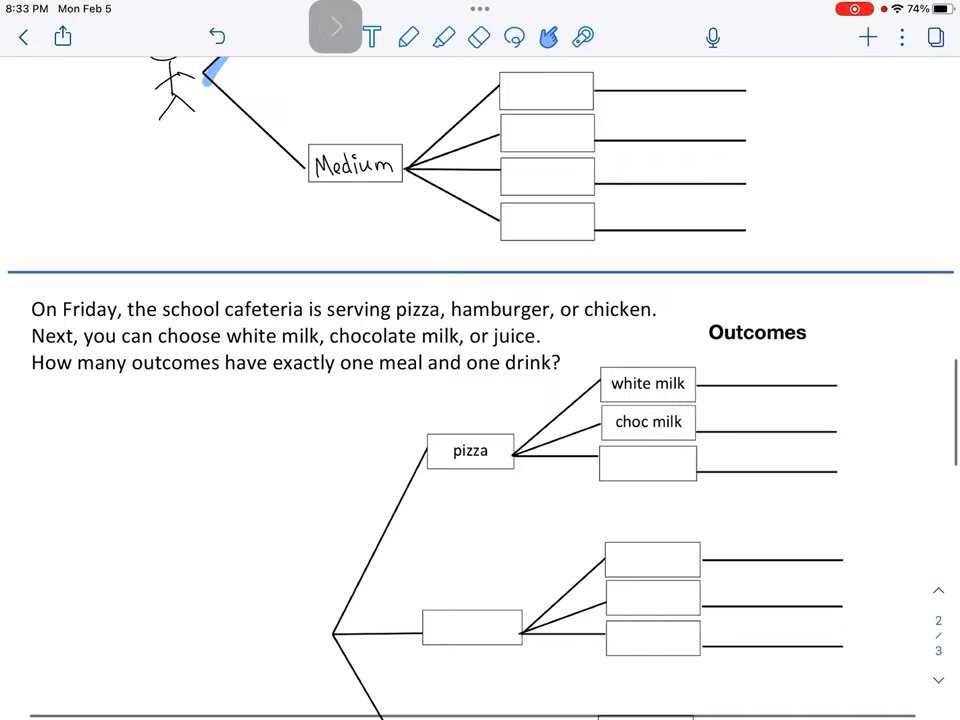 8:33 PM Mon Feb 5
74%
T
Medium
On Friday, the school cafeteria is serving pizza, hamburger, or chicken.
Next, you can choose white milk, chocolate milk, or juice.
How many outcomes have exactly one meal and one drink?
Outcomes
white milk
choc milk
pizza
2
/
3